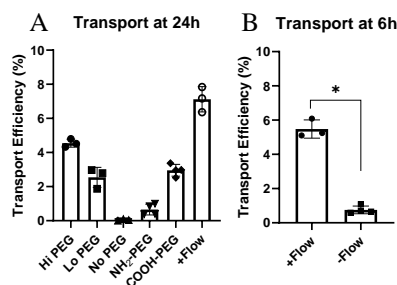 A
Transport at 24h
Transport Efficiency (%)
10
8
6
4
2
0
Hi PEG
Lo PEG
No PEG
NH₂-PEG
COOH-PEG
+Flow
B
Transport at 6h
Transport Efficiency (%)
8
6
4
2
0
*
+Flow
-Flow